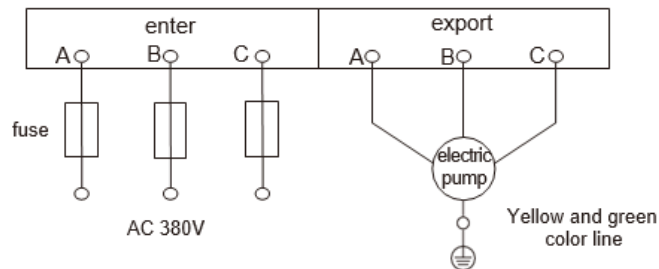 enter
export
A
B
C
A
B
C
fuse
electric
pump
AC 380V
Yellow and green
color line